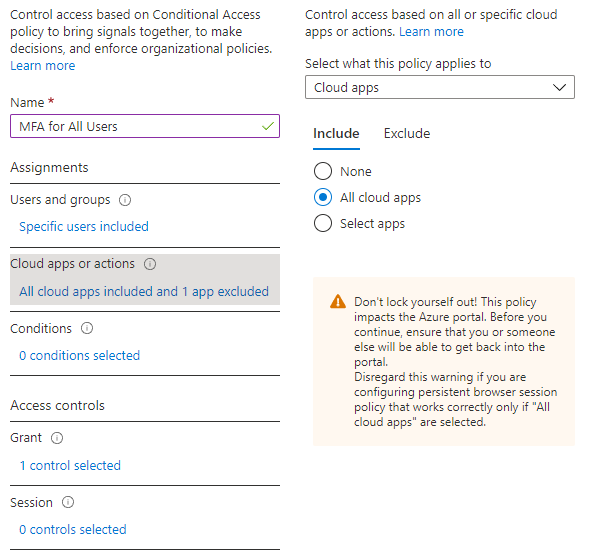 Control access based on Conditional Access
policy to bring signals together, to make
decisions, and enforce organizational policies.
Learn more
Name *
MFA for All Users
Assignments
Users and groups
Specific users included
Cloud apps or actions
All cloud apps included and 1 app excluded
Conditions
0 conditions selected
Access controls
Grant
1 control selected
Session
0 controls selected
Control access based on all or specific cloud
apps or actions. Learn more
Select what this policy applies to
Cloud apps
Include Exclude
None
All cloud apps
Select apps
Don't lock yourself out! This policy
impacts the Azure portal. Before you
continue, ensure that you or someone
else will be able to get back into the
portal.
Disregard this warning if you are
configuring persistent browser session
policy that works correctly only if "All
cloud apps" are selected.